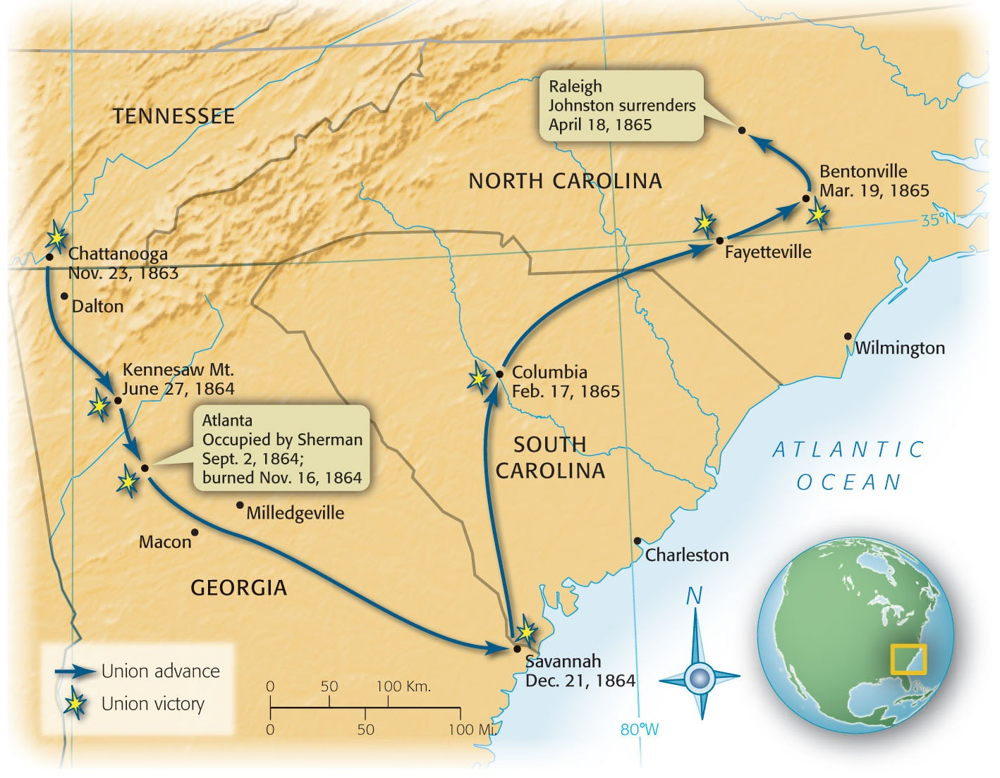 TENNESSEE
Raleigh
Johnston surrenders
April 18, 1865
NORTH CAROLINA
Bentonville
Mar. 19, 1865
35°N
Chattanooga
Nov. 23, 1863
Fayetteville
Dalton
Wilmington
Kennesaw Mt.
June 27, 1864
Columbia
Feb. 17, 1865
Atlanta
Occupied by Sherman
Sept. 2, 1864;
burned Nov. 16, 1864
SOUTH
CAROLINA
ATLANTIC
OCEAN
Milledgeville
Macon
Charleston
GEORGIA
N
Savannah
Dec. 21, 1864
Union advance
Union victory
0 50 100 Km.
0 50 100 Mi.
80°W